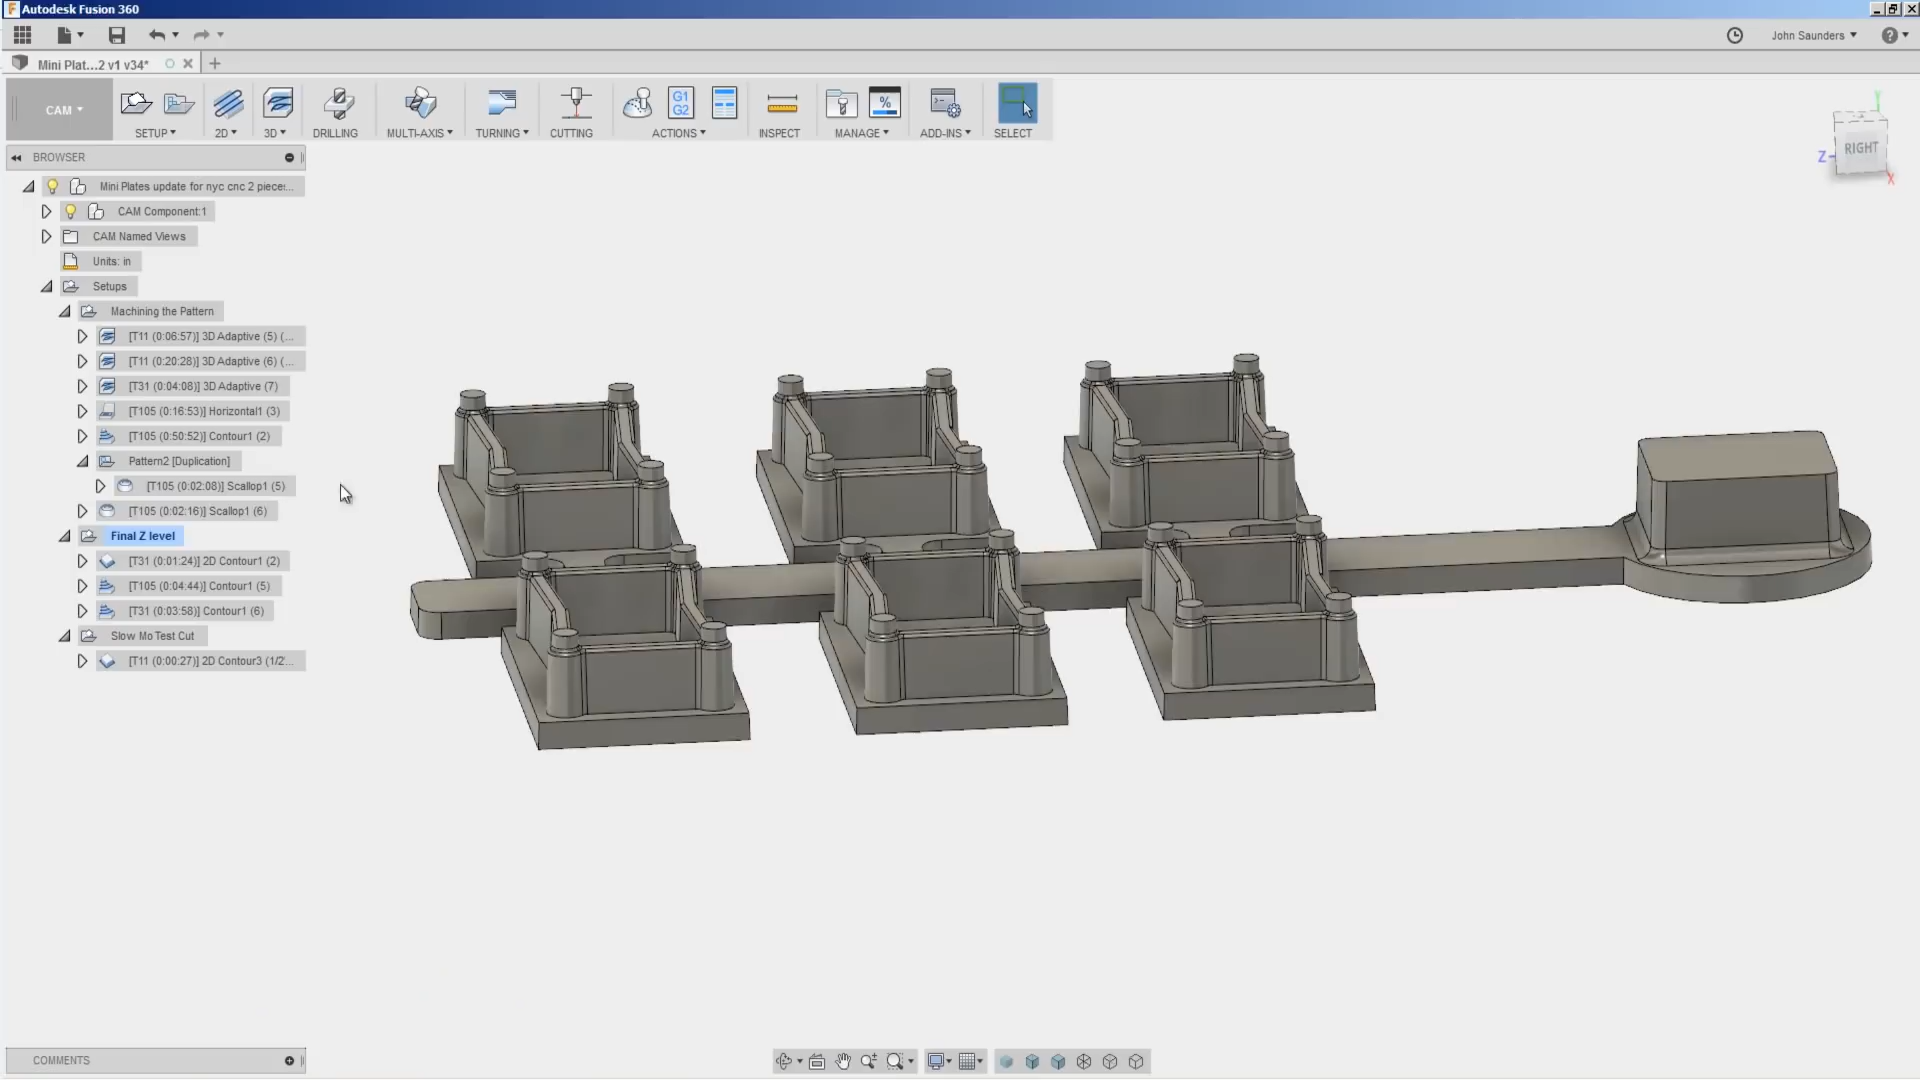 Autodesk Fusion 360
John Saunders
Mini Plat...2 v1 v34*
CAM
SETUP
2D
3D
DRILLING
MULTI-AXIS
TURNING
CUTTING
G1
G2
ACTIONS
INSPECT
%
MANAGE
ADD-INS
SELECT
BROWSER
Mini Plates update for nyc cnc 2 piece:...
CAM Component:1
CAM Named Views
Units: in
Setups
Machining the Pattern
[T11 (0:06:57)] 3D Adaptive (5) (...
[T11 (0:20:28)] 3D Adaptive (6) (...
[T31 (0:04:08)] 3D Adaptive (7)
[T105 (0:16:53)] Horizontal1 (3)
[T105 (0:50:52)] Contour1 (2)
Pattern2 [Duplication]
[T105 (0:02:08)] Scallop1 (5)
[T105 (0:02:16)] Scallop1 (6)
Final Z level
[T31 (0:01:24)] 2D Contour1 (2)
[T105 (0:04:44)] Contour1 (5)
[T31 (0:03:58)] Contour1 (6)
Slow Mo Test Cut
[T11 (0:00:27)] 2D Contour3 (1/2'...
Y
Z
RIGHT
X
COMMENTS